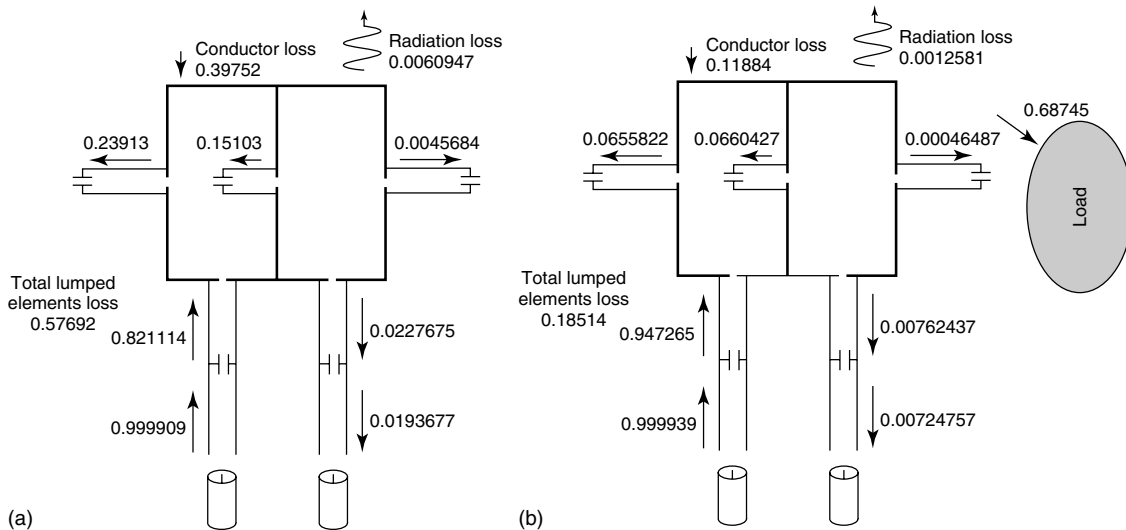 Conductor loss
0.39752
Radiation loss
0.0060947
0.23913
0.15103
0.0045684
Total lumped
elements loss
0.57692
0.821114
0.0227675
0.999909
0.0193677
(a)
Conductor loss
0.11884
Radiation loss
0.0012581
0.68745
0.0655822
0.0660427
0.00046487
Load
Total lumped
elements loss
0.18514
0.947265
0.00762437
0.999939
0.00724757
(b)